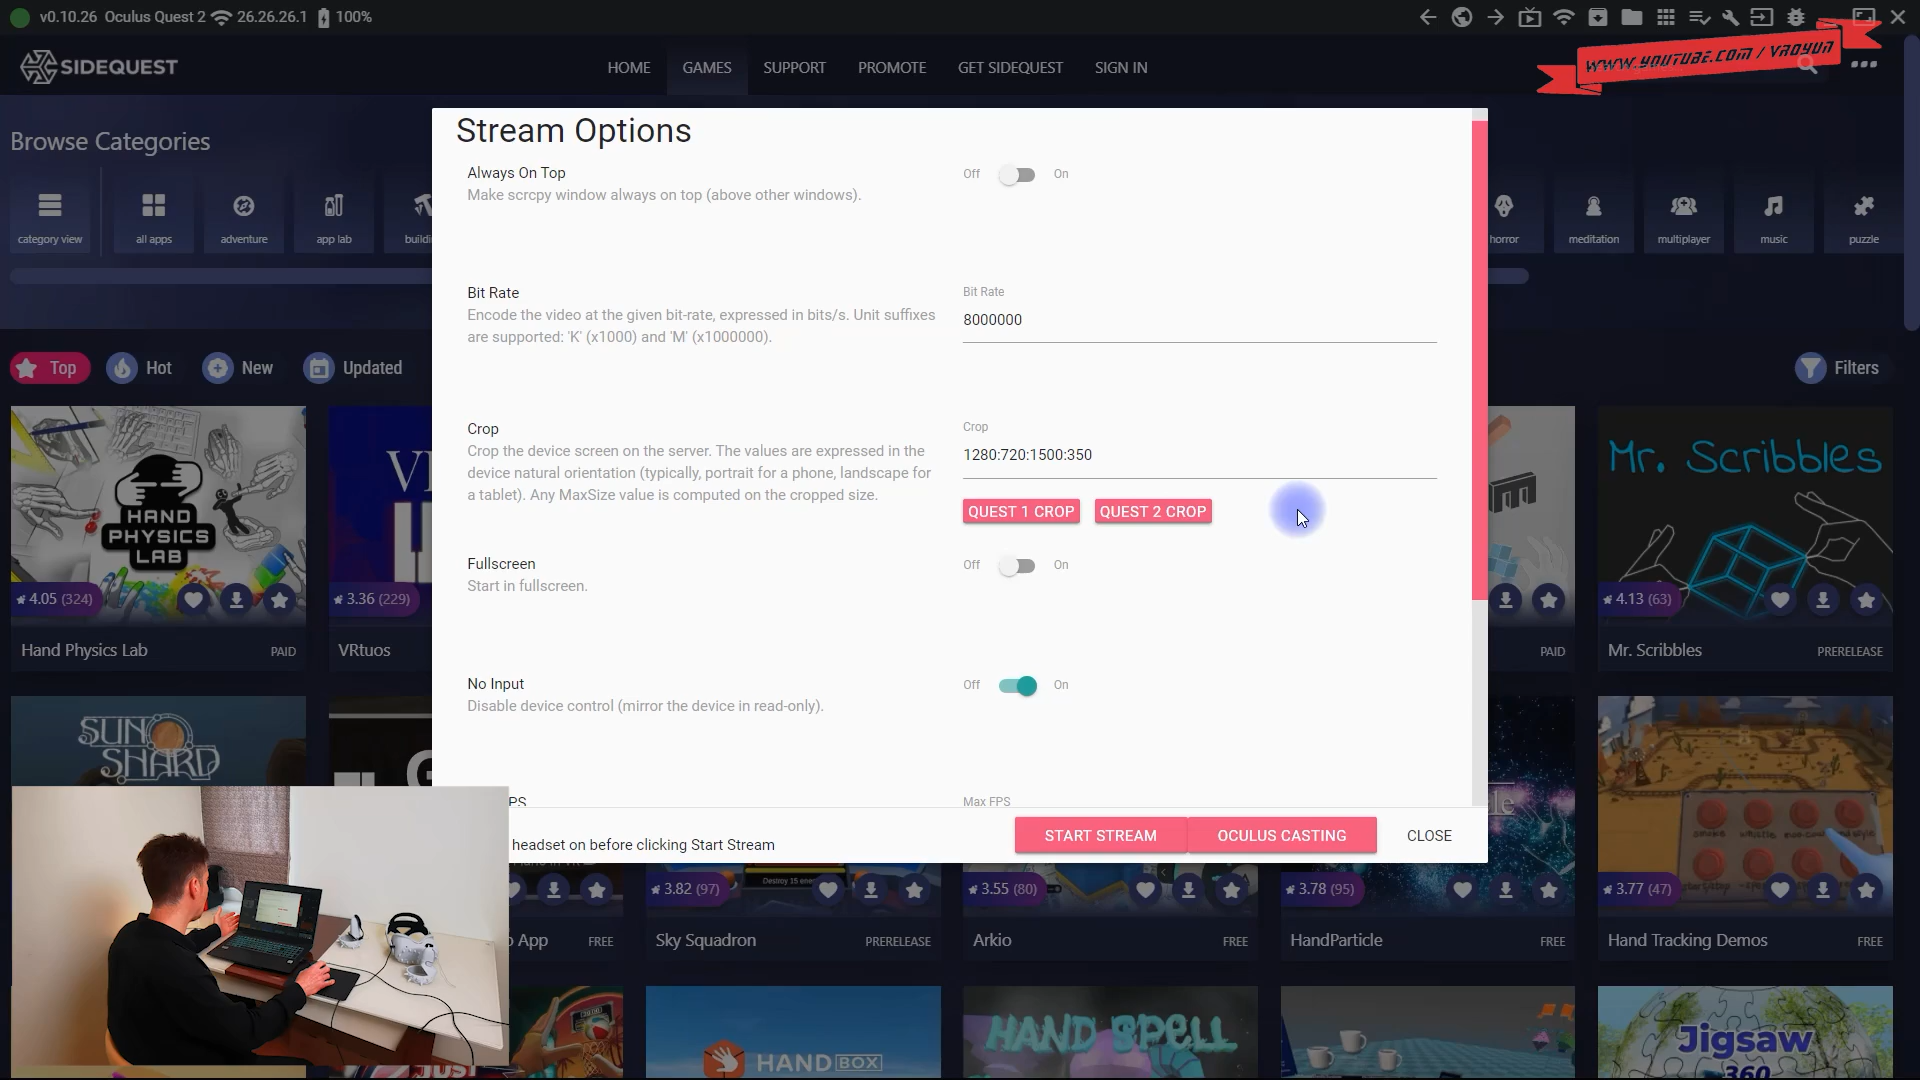 v0.10.26 Oculus Quest 2 26.26.26.1 100%
SIDEQUEST
HOME
GAMES
SUPPORT
PROMOTE
GET SIDEQUEST
SIGN IN
WWW.YOUTUBE.COM / VROYUN
Browse Categories
category view
all apps
adventure
app lab
horror
meditation
multiplayer
music
puzzle
Top
Hot
New
Updated
Filters
Stream Options
Always On Top
Make scrcpy window always on top (above other windows).
Off On
Bit Rate
Encode the video at the given bit-rate, expressed in bits/s. Unit suffixes
are supported: 'K' (x1000) and 'M' (x1000000).
Bit Rate
8000000
Crop
Crop the device screen on the server. The values are expressed in the
device natural orientation (typically, portrait for a phone, landscape for
a tablet). Any MaxSize value is computed on the cropped size.
Crop
1280:720:1500:350
QUEST 1 CROP
QUEST 2 CROP
Fullscreen
Start in fullscreen.
Off On
No Input
Disable device control (mirror the device in read-only).
Off On
Max FPS
headset on before clicking Start Stream
START STREAM
OCULUS CASTING
CLOSE
HAND
PHYSICS
LAB
4.05 (324)
Hand Physics Lab
PAID
3.36 (229)
VRtuos
PAID
Mr. Scribbles
4.13 (63)
Mr. Scribbles
PRERELEASE
SUN
SHARD
App
FREE
Destroy 15
3.82 (97)
Sky Squadron
PRERELEASE
3.55 (80)
Arkio
FREE
3.78 (95)
HandParticle
FREE
3.77 (47)
Hand Tracking Demos
FREE
JUST
HANDBOX
HAND SPELL
Jigsaw
360